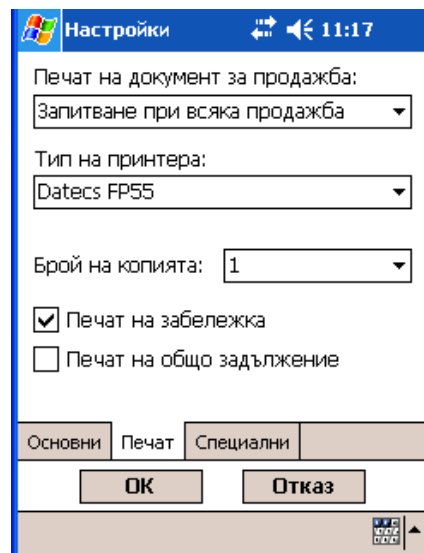 Настройки 11:17
Печат на документ за продажба:
Запитване при всяка продажба
Тип на принтера:
Datecs FP55
Брой на копията: 1
Печат на забележка
Печат на общо задължение
Основни Печат Специални
ОК Отказ